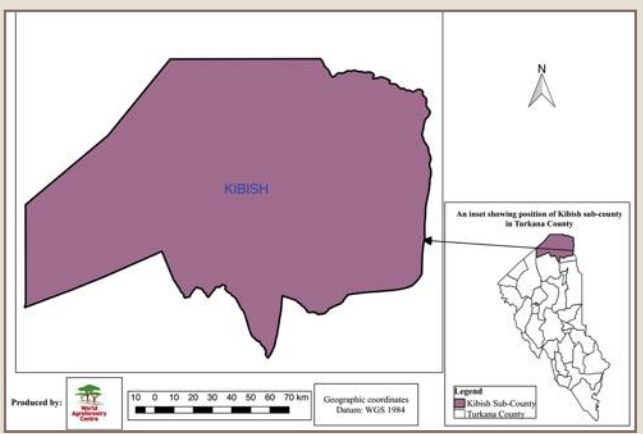 N
KIBISH
An inset showing position of Kibish sub-county
in Turkana County
Legend
Kibish Sub-County
Turkana County
Produced by:
World
Agroforestry
Centre
10 0 10 20 30 40 50 60 70 km
Geographic coordinates
Datum: WGS 1984